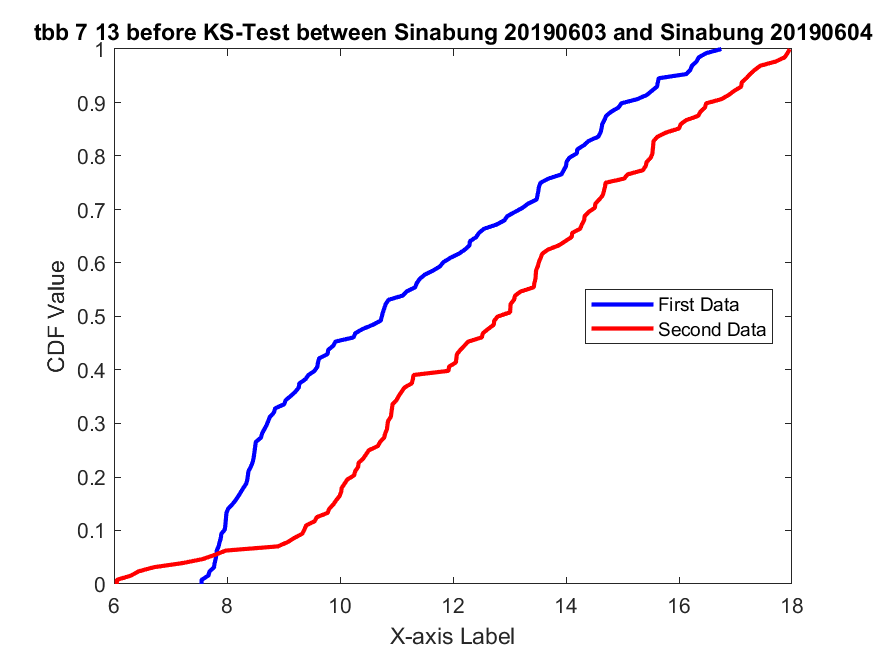 tbb 7 13 before KS-Test between Sinabung 20190603 and Sinabung 20190604
1
0.9
0.8
0.7
0.6
0.5
0.4
0.3
0.2
0.1
0
CDF Value
First Data
Second Data
6 8 10 12 14 16 18
X-axis Label